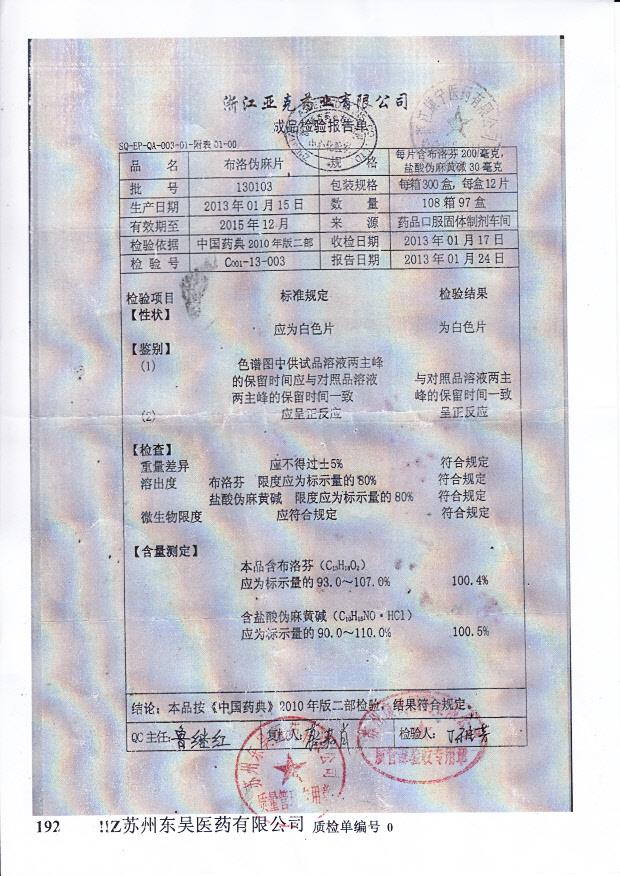 浙江亚克药业有限公司
成品检验报告单
SQ-EP-QA-003-01-附表01-00
品 名 布洛伪麻片 规 格 每片含布洛芬200毫克，盐酸伪麻黄碱30毫克
批 号 130103 包装规格 每箱300盒，每盒12片
生产日期 2013年01月15日 数 量 108箱97盒
有效期至 2015年12月 来 源 药品口服固体制剂车间
检验依据 中国药典2010年版二部 收检日期 2013年01月17日
检 验 号 C001-13-003 报告日期 2013年01月24日
检验项目 标准规定 检验结果
【性状】
应为白色片 为白色片
【鉴别】
(1) 色谱图中供试品溶液两主峰
的保留时间应与对照品溶液 与对照品溶液两主
两主峰的保留时间一致 峰的保留时间一致
(2) 应呈正反应 呈正反应
【检查】
重量差异 应不得过±5% 符合规定
溶出度 布洛芬 限度应为标示量的80% 符合规定
盐酸伪麻黄碱 限度应为标示量的80% 符合规定
微生物限度 应符合规定 符合规定
【含量测定】
本品含布洛芬（C13H18O2）
应为标示量的93.0～107.0% 100.4%
含盐酸伪麻黄碱（C10H15NO·HCl）
应为标示量的90.0～110.0% 100.5%
结论：本品按《中国药典》2010年版二部检验，结果符合规定。
QC主任：鲁继红 复核人： 检验人：
质管部验收专用章
192 !!Z苏州东吴医药有限公司 质检单编号 0